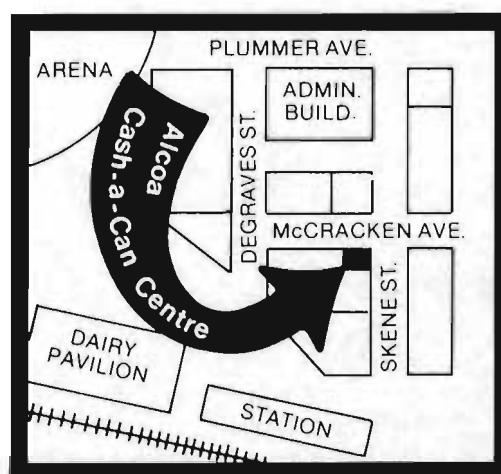 PLUMMER AVE.
ARENA
ADMIN.
BUILD.
Alcoa
Cash-a-Can Centre
DEGRAVES ST.
McCRACKEN AVE.
SKENE ST.
DAIRY
PAVILION
STATION